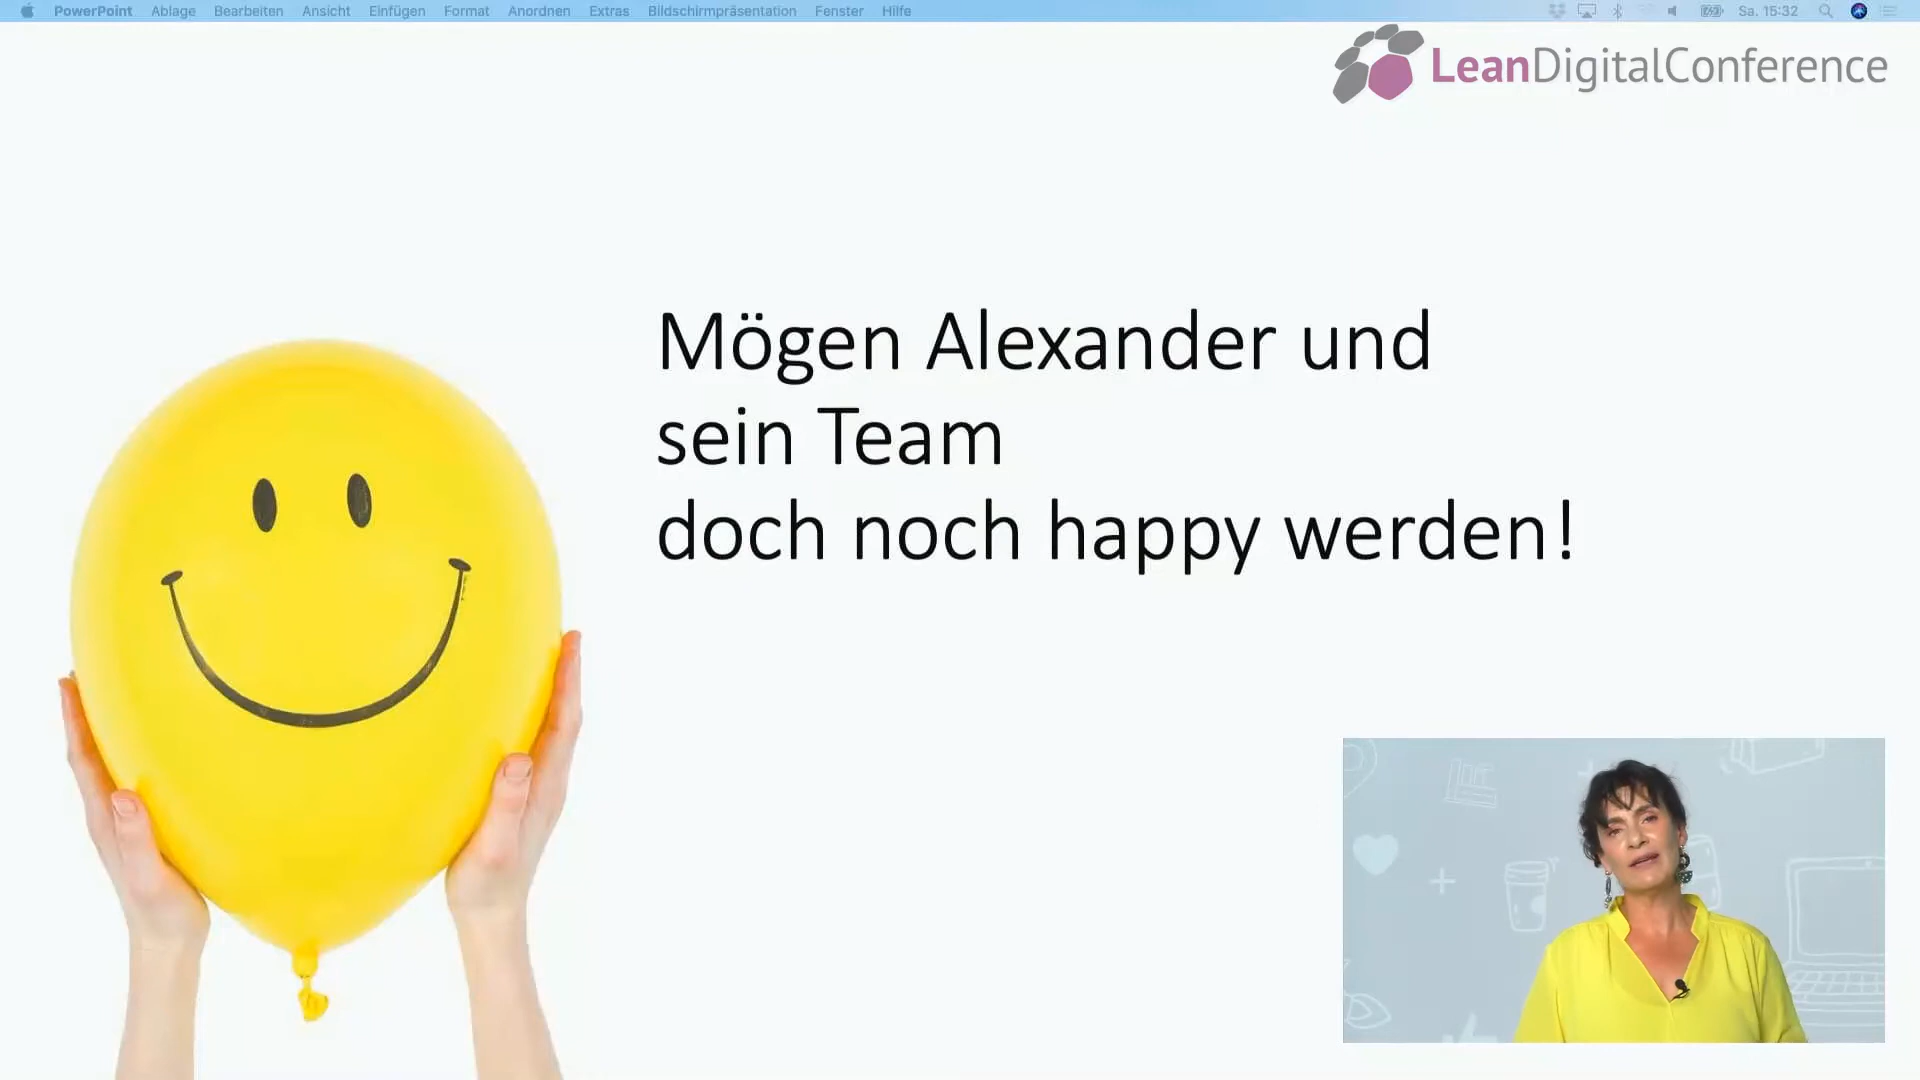 PowerPoint Ablage Bearbeiten Ansicht Einfügen Format Anordnen Extras Bildschirmpräsentation Fenster Hilfe Sa. 15:32
LeanDigitalConference
Mögen Alexander und
sein Team
doch noch happy werden!